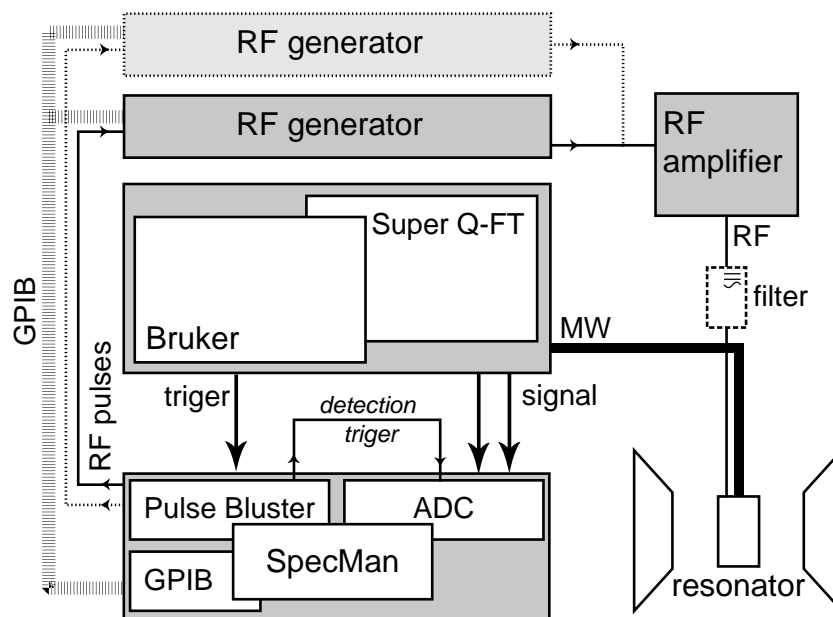 RF generator
RF generator
RF
amplifier
Super Q-FT
Bruker
RF
filter
MW
GPIB
RF pulses
triger
detection
triger
signal
Pulse Bluster
ADC
SpecMan
GPIB
resonator